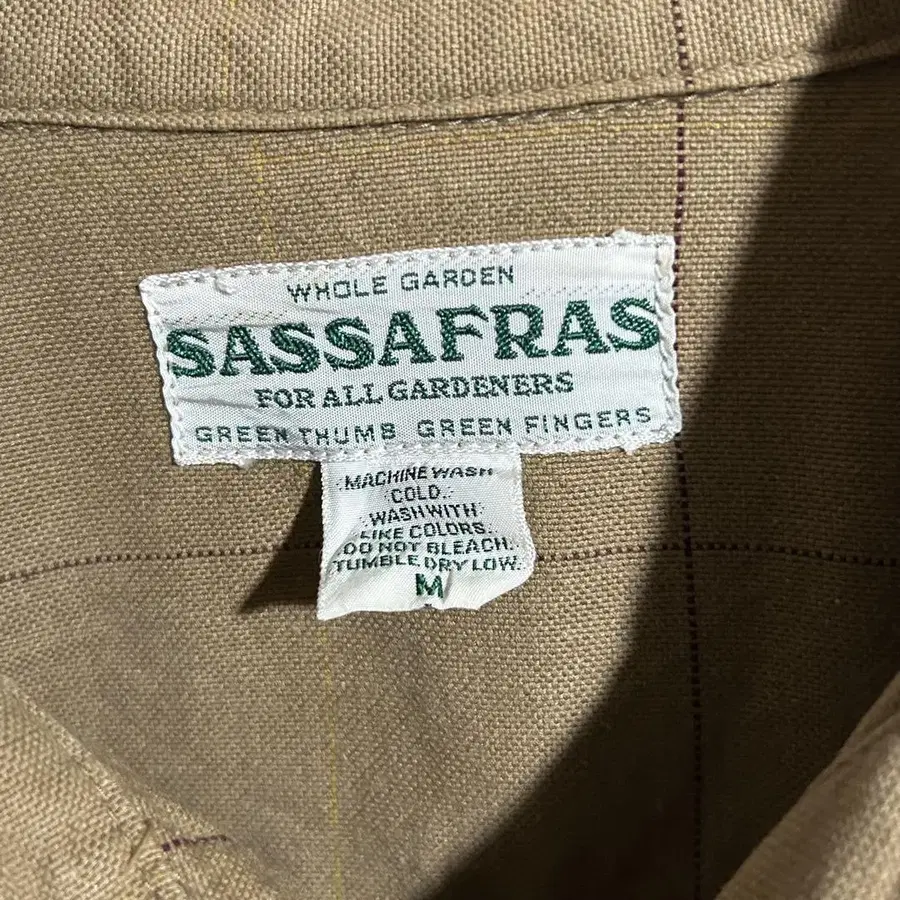 WHOLE GARDEN
SASSAFRAS
FOR ALL GARDENERS
GREEN THUMB GREEN FINGERS
MACHINE WASH
COLD.
WASH WITH
LIKE COLORS.
DO NOT BLEACH.
TUMBLE DRY LOW.
M